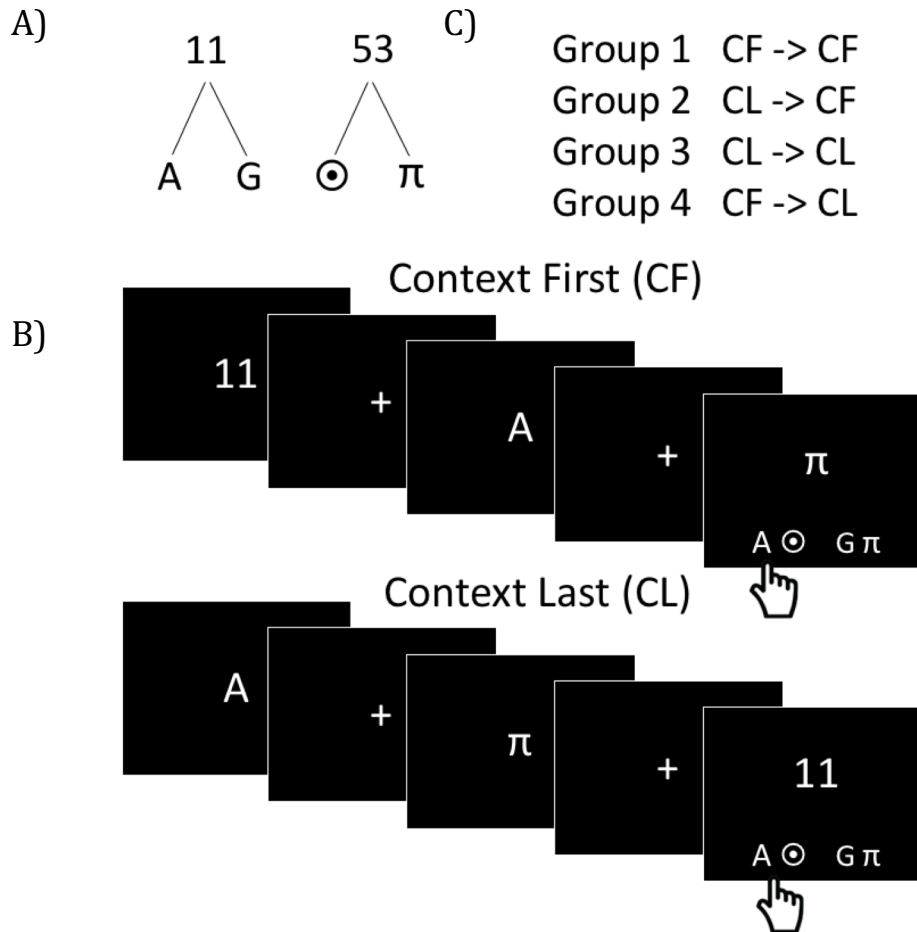 A)
11 53
A G ⊙ π
C)
Group 1 CF -> CF
Group 2 CL -> CF
Group 3 CL -> CL
Group 4 CF -> CL
B)
Context First (CF)
11
+
A
+
π
A ⊙ G π
Context Last (CL)
A
+
π
+
11
A ⊙ G π